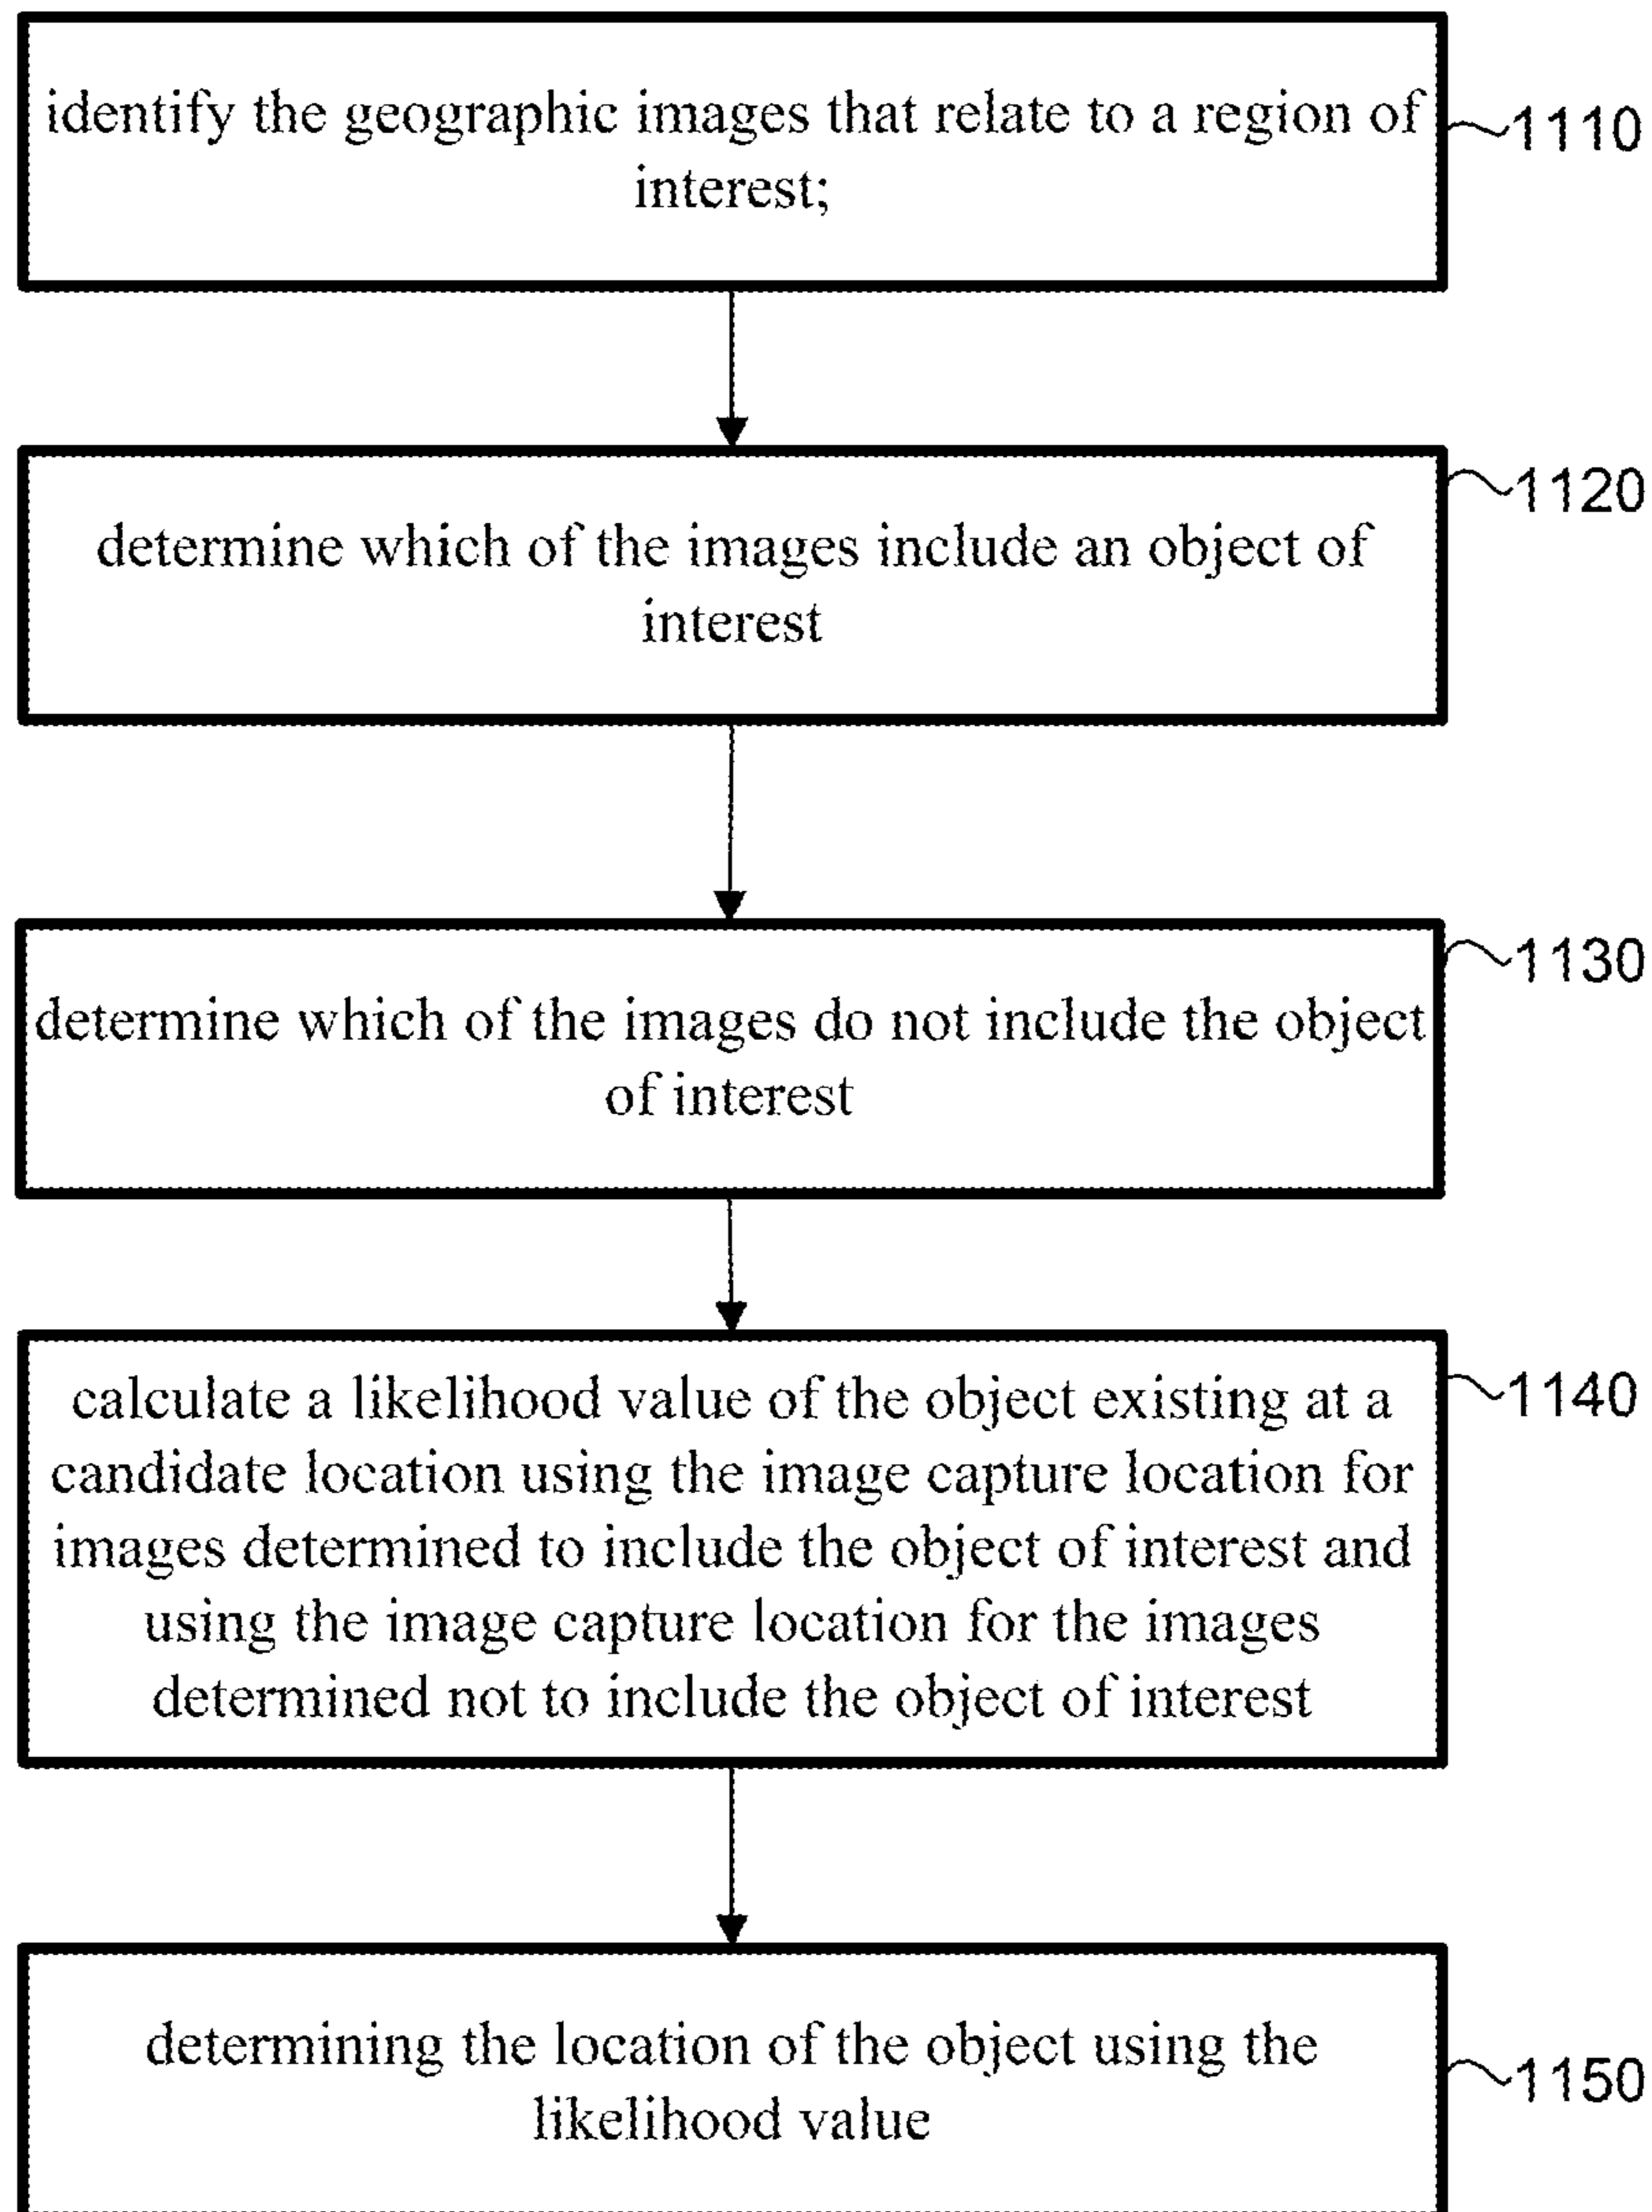 identify the geographic images that relate to a region of
interest;
1110
determine which of the images include an object of
interest
1120
determine which of the images do not include the object
of interest
1130
calculate a likelihood value of the object existing at a
candidate location using the image capture location for
images determined to include the object of interest and
using the image capture location for the images
determined not to include the object of interest
1140
determining the location of the object using the
likelihood value
1150